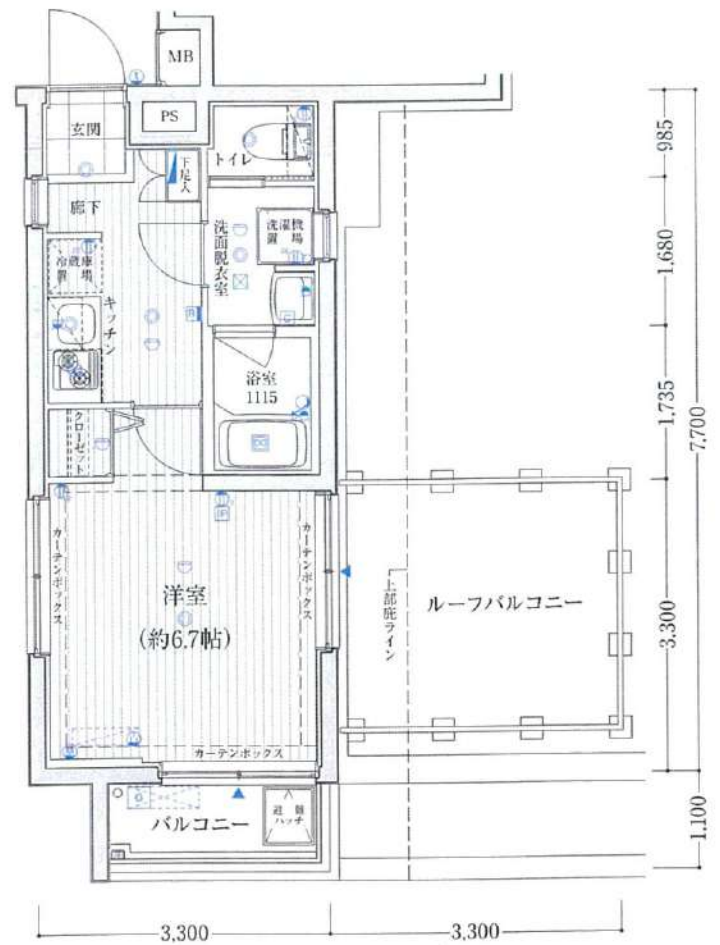 MB
PS
玄関
トイレ
下足入
廊下
洗濯機
置場
洗面脱衣室
冷蔵庫
置場
キッチン
浴室
1115
クローゼット
カーテンボックス
カーテンボックス
洋室
(約6.7帖)
上部庇ライン
ルーフバルコニー
カーテンボックス
バルコニー
避難
ハッチ
985
1,680
1,735
7,700
3,300
1,100
3,300
3,300